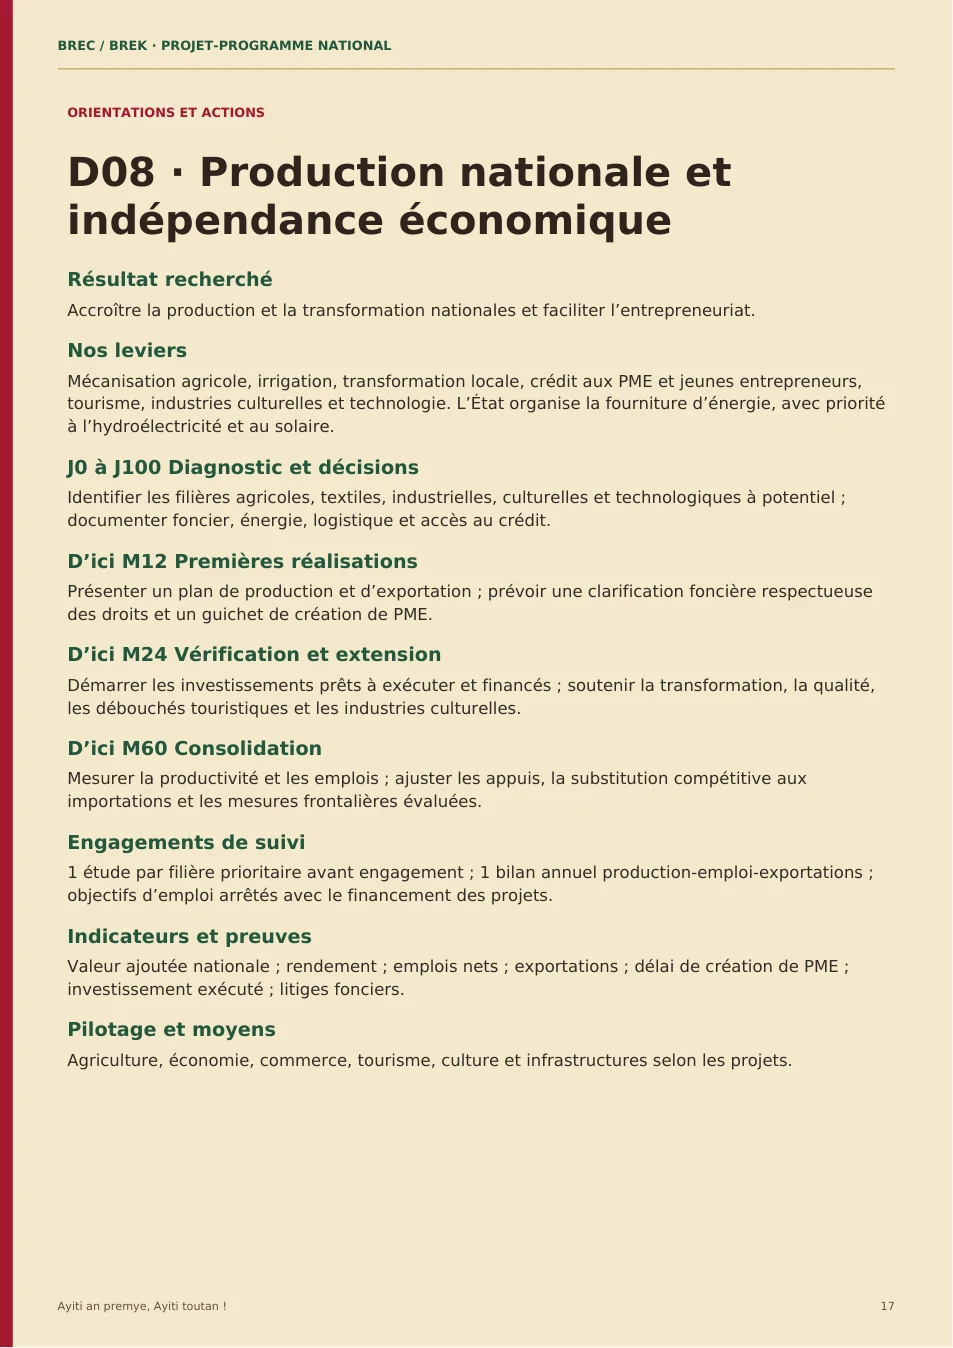 BREC / BREK · PROJET-PROGRAMME NATIONAL
ORIENTATIONS ET ACTIONS
D08 · Production nationale et
indépendance économique
Résultat recherché
Accroître la production et la transformation nationales et faciliter l’entrepreneuriat.
Nos leviers
Mécanisation agricole, irrigation, transformation locale, crédit aux PME et jeunes entrepreneurs,
tourisme, industries culturelles et technologie. L’État organise la fourniture d’énergie, avec priorité
à l’hydroélectricité et au solaire.
J0 à J100 Diagnostic et décisions
Identifier les filières agricoles, textiles, industrielles, culturelles et technologiques à potentiel ;
documenter foncier, énergie, logistique et accès au crédit.
D’ici M12 Premières réalisations
Présenter un plan de production et d’exportation ; prévoir une clarification foncière respectueuse
des droits et un guichet de création de PME.
D’ici M24 Vérification et extension
Démarrer les investissements prêts à exécuter et financés ; soutenir la transformation, la qualité,
les débouchés touristiques et les industries culturelles.
D’ici M60 Consolidation
Mesurer la productivité et les emplois ; ajuster les appuis, la substitution compétitive aux
importations et les mesures frontalières évaluées.
Engagements de suivi
1 étude par filière prioritaire avant engagement ; 1 bilan annuel production-emploi-exportations ;
objectifs d’emploi arrêtés avec le financement des projets.
Indicateurs et preuves
Valeur ajoutée nationale ; rendement ; emplois nets ; exportations ; délai de création de PME ;
investissement exécuté ; litiges fonciers.
Pilotage et moyens
Agriculture, économie, commerce, tourisme, culture et infrastructures selon les projets.
Ayiti an premye, Ayiti toutan !
17